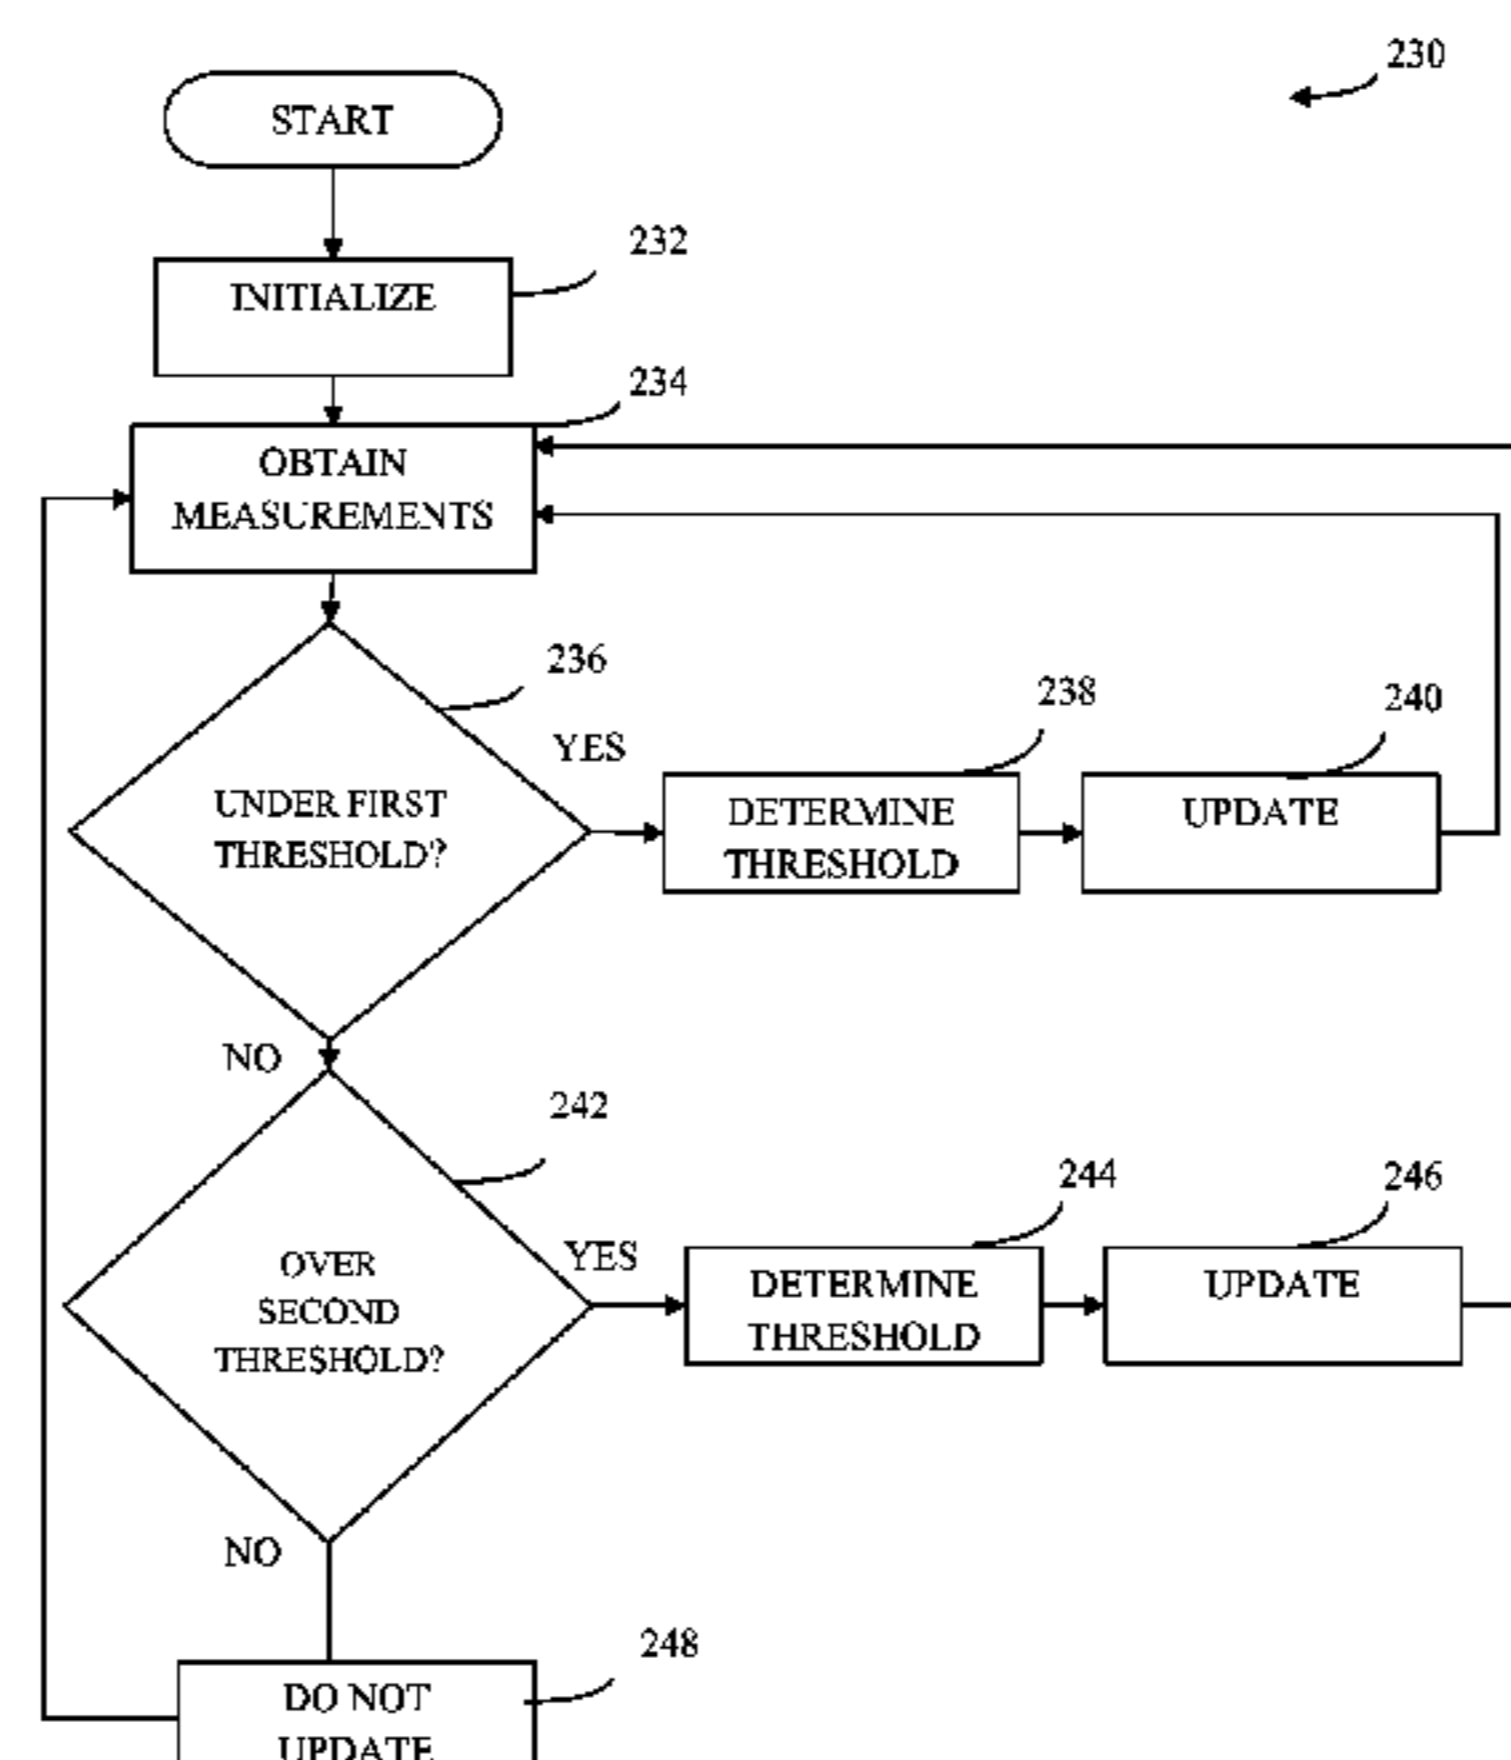 230
START
232
INITIALIZE
234
OBTAIN
MEASUREMENTS
236
238
240
YES
UNDER FIRST
THRESHOLD?
DETERMINE
THRESHOLD
UPDATE
NO
242
244
246
YES
OVER
SECOND
THRESHOLD?
DETERMINE
THRESHOLD
UPDATE
NO
248
DO NOT
UPDATE